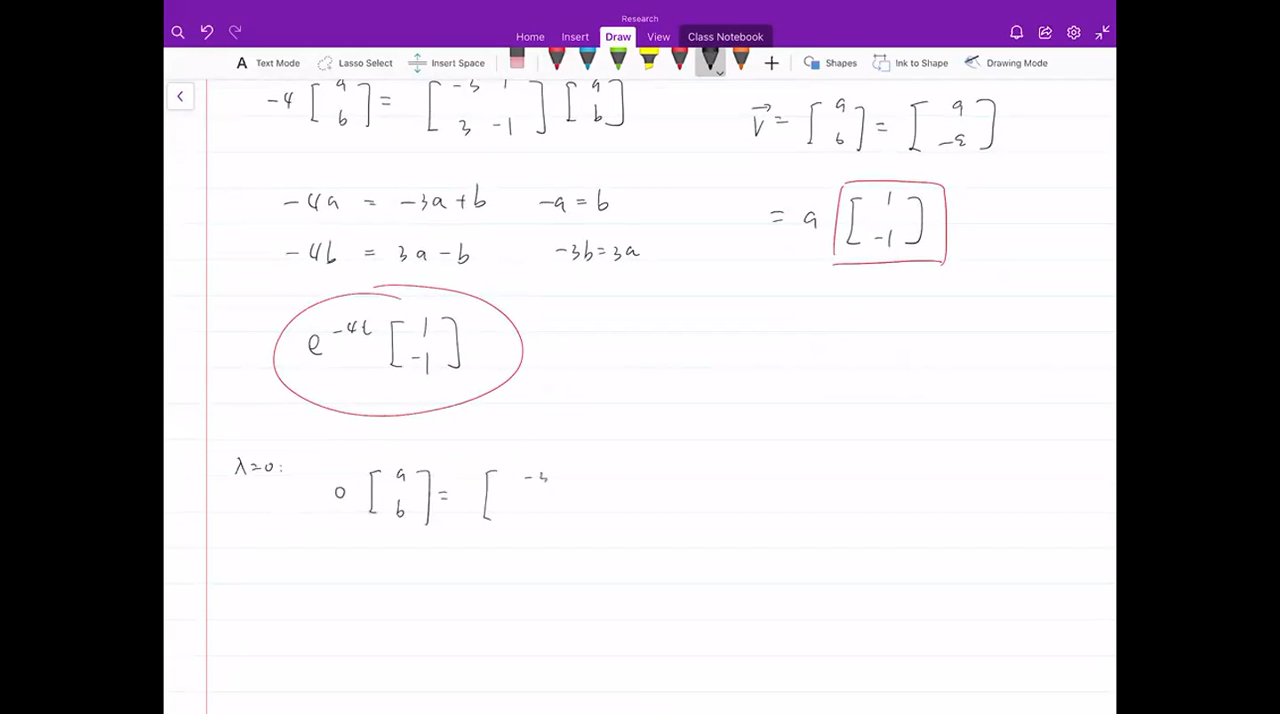 Research
Home Insert Draw View Class Notebook
A Text Mode Lasso Select Insert Space Shapes Ink to Shape Drawing Mode
-4 [a b] = [-3 1 3 -1] [a b]
V⃗ = [a b] = [a -a]
-4a = -3a+b -a = b
= a [1 -1]
-4b = 3a - b -3b = 3a
e^-4t [1 -1]
λ=0:
0 [a b] = [ -3